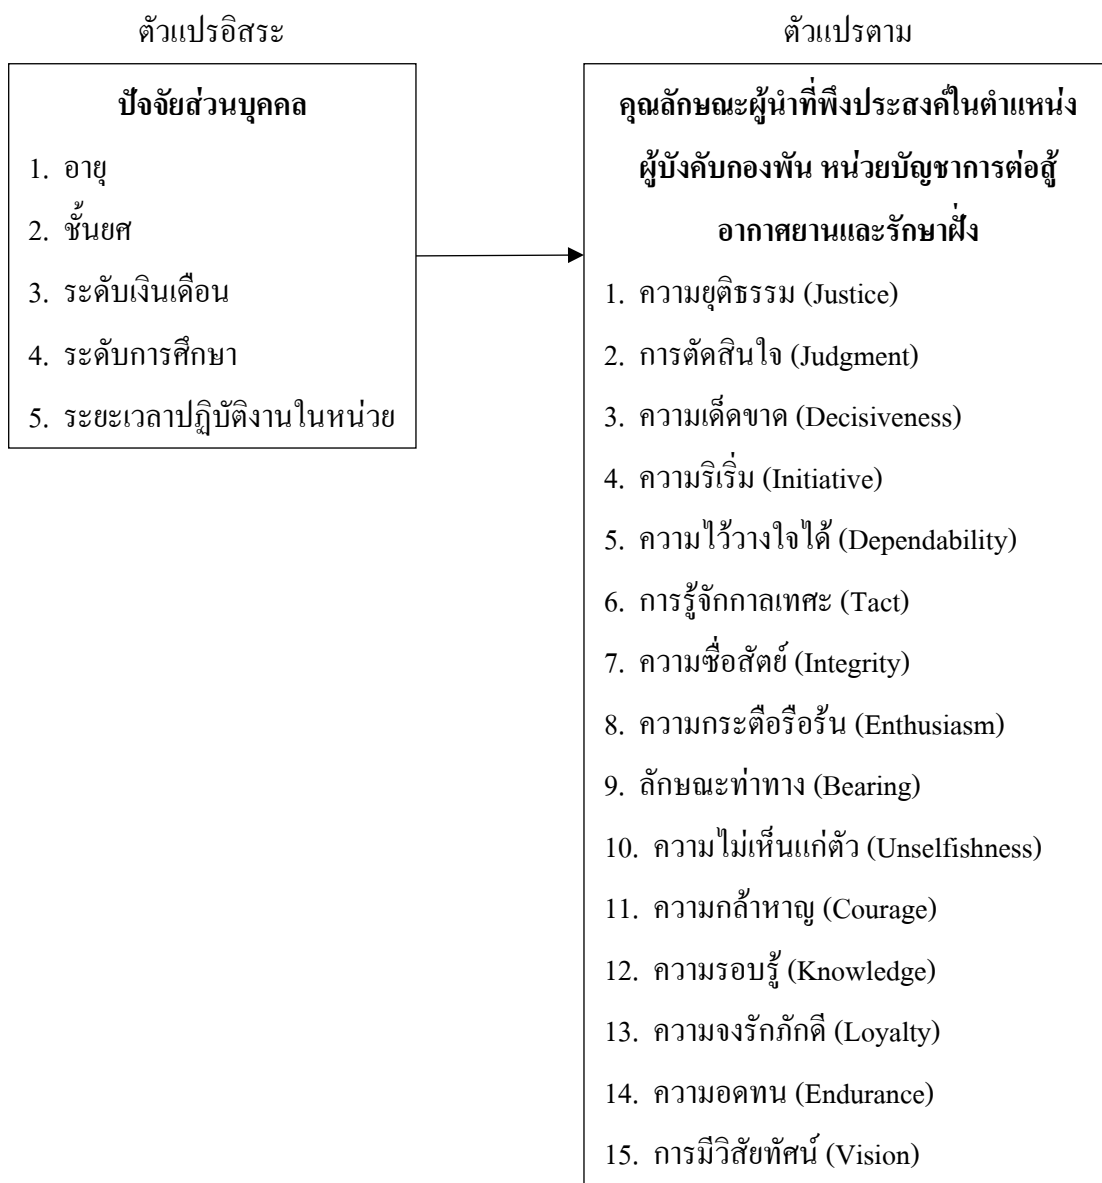 ตัวแปรอิสระ
ปัจจัยส่วนบุคคล
1. อายุ
2. ชั้นยศ
3. ระดับเงินเดือน
4. ระดับการศึกษา
5. ระยะเวลาปฏิบัติงานในหน่วย
ตัวแปรตาม
คุณลักษณะผู้นำที่พึงประสงค์ในตำแหน่ง
ผู้บังคับกองพัน หน่วยบัญชาการต่อสู้
อากาศยานและรักษาฝั่ง
1. ความยุติธรรม (Justice)
2. การตัดสินใจ (Judgment)
3. ความเด็ดขาด (Decisiveness)
4. ความริเริ่ม (Initiative)
5. ความไว้วางใจได้ (Dependability)
6. การรู้จักกาลเทศะ (Tact)
7. ความซื่อสัตย์ (Integrity)
8. ความกระตือรือร้น (Enthusiasm)
9. ลักษณะท่าทาง (Bearing)
10. ความไม่เห็นแก่ตัว (Unselfishness)
11. ความกล้าหาญ (Courage)
12. ความรอบรู้ (Knowledge)
13. ความจงรักภักดี (Loyalty)
14. ความอดทน (Endurance)
15. การมีวิสัยทัศน์ (Vision)